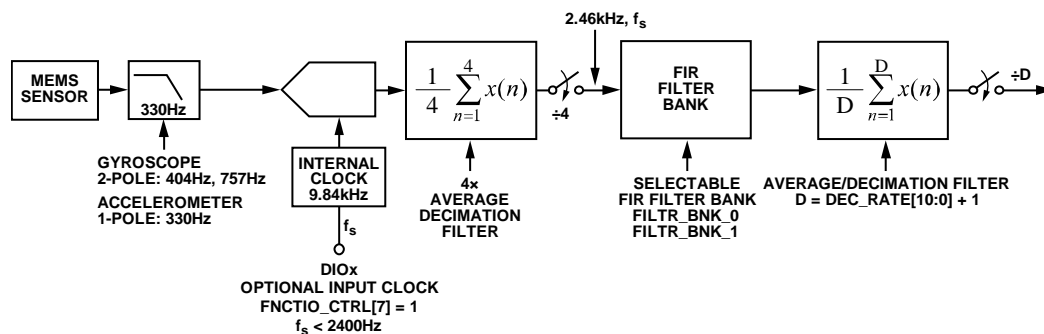 2.46kHz, fs
MEMS
SENSOR
330Hz
1/4 4 ∑ n=1 x(n)
÷4
FIR
FILTER
BANK
1/D D ∑ n=1 x(n)
÷D
GYROSCOPE
2-POLE: 404Hz, 757Hz
ACCELEROMETER
1-POLE: 330Hz
INTERNAL
CLOCK
9.84kHz
fs
DIOx
OPTIONAL INPUT CLOCK
FNCTIO_CTRL[7] = 1
fs < 2400Hz
4×
AVERAGE
DECIMATION
FILTER
SELECTABLE
FIR FILTER BANK
FILTR_BNK_0
FILTR_BNK_1
AVERAGE/DECIMATION FILTER
D = DEC_RATE[10:0] + 1